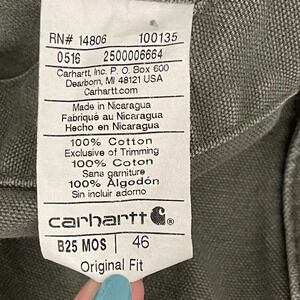 RN# 14806 100135
0516 2500006664
Carhartt, Inc. P.O. Box 600
Dearborn, MI 48121 USA
Carhartt.com
Made in Nicaragua
Fabriqué au Nicaragua
Hecho en Nicaragua
100% Cotton
Exclusive of Trimming
100% Coton
Sans garniture
100% Algodón
Sin incluir adorno
carhartt
B25 MOS 46
Original Fit